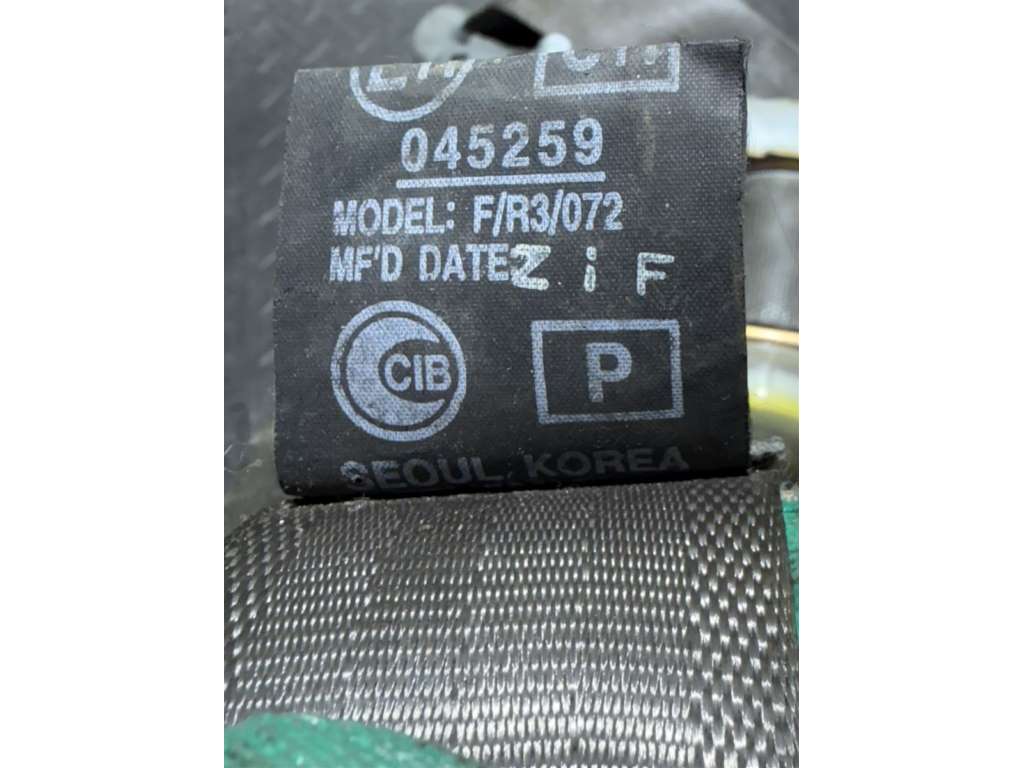 045259
MODEL: F/R3/072
MF'D DATE Z i F
CIB
P
SEOUL, KOREA